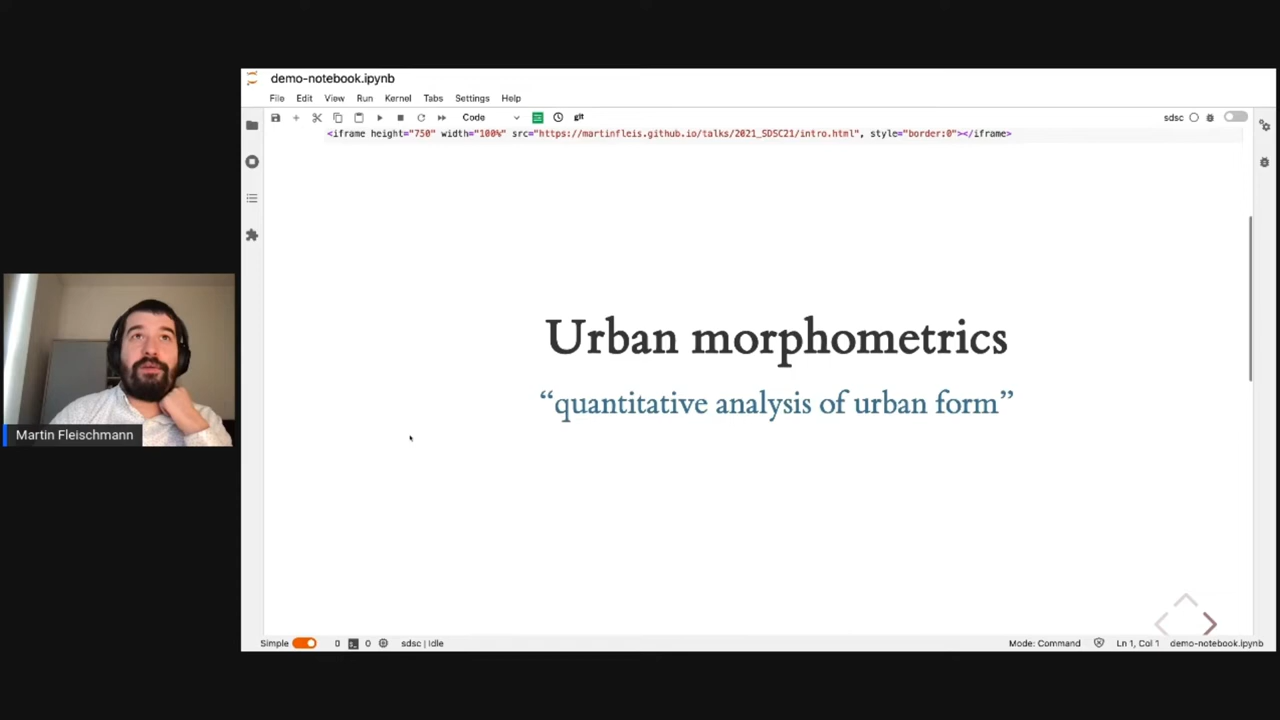 demo-notebook.ipynb
File Edit View Run Kernel Tabs Settings Help
Code git sdsc
<iframe height="750" width="100%" src="https://martinfleis.github.io/talks/2021_SDSC21/intro.html", style="border:0"></iframe>
Urban morphometrics
“quantitative analysis of urban form”
Martin Fleischmann
Simple 0 0 sdsc | Idle Mode: Command Ln 1, Col 1 demo-notebook.ipynb